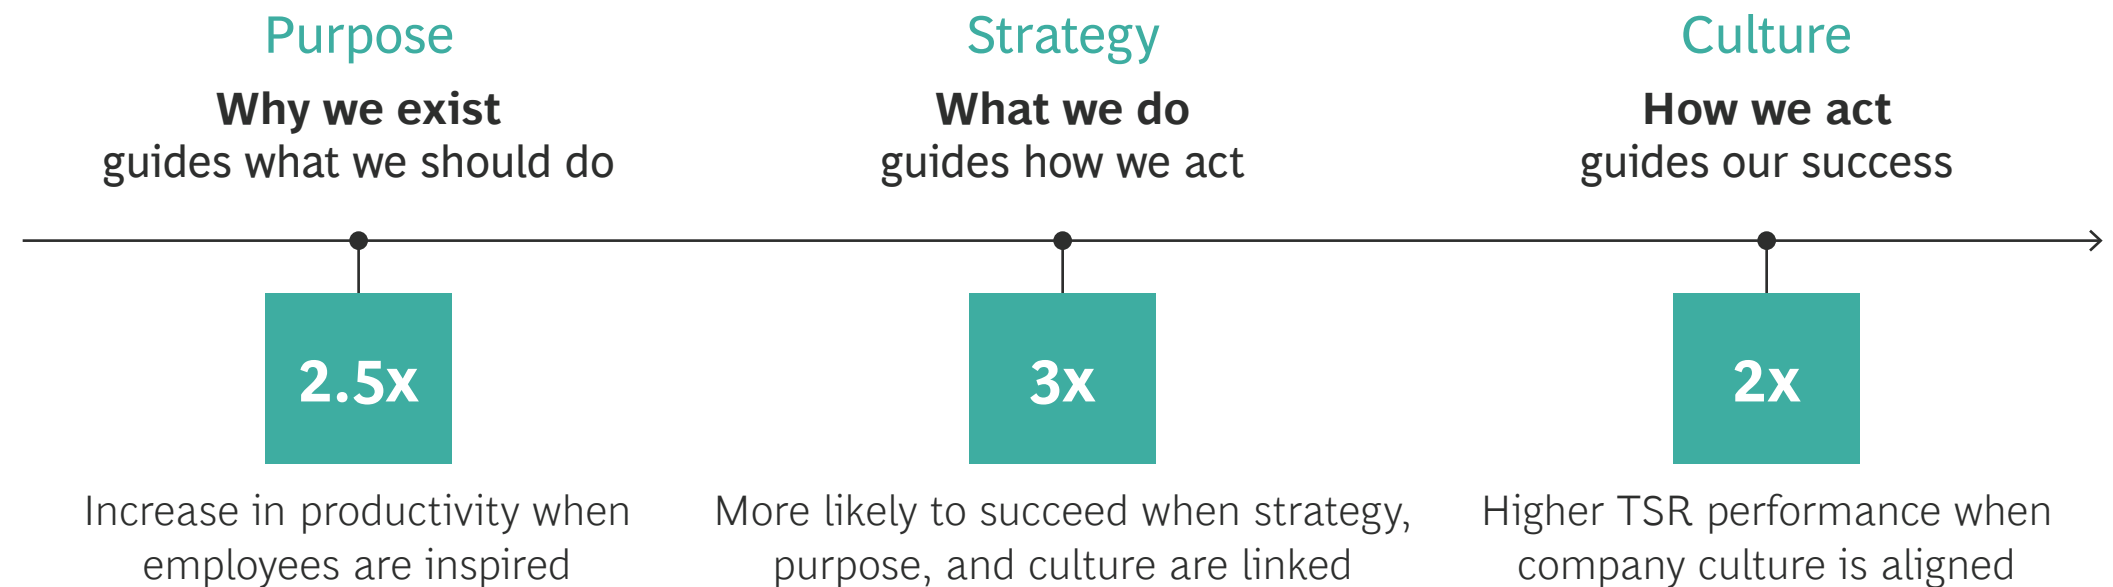 Purpose
Why we exist
guides what we should do
2.5x
Increase in productivity when
employees are inspired
Strategy
What we do
guides how we act
3x
More likely to succeed when strategy,
purpose, and culture are linked
Culture
How we act
guides our success
2x
Higher TSR performance when
company culture is aligned